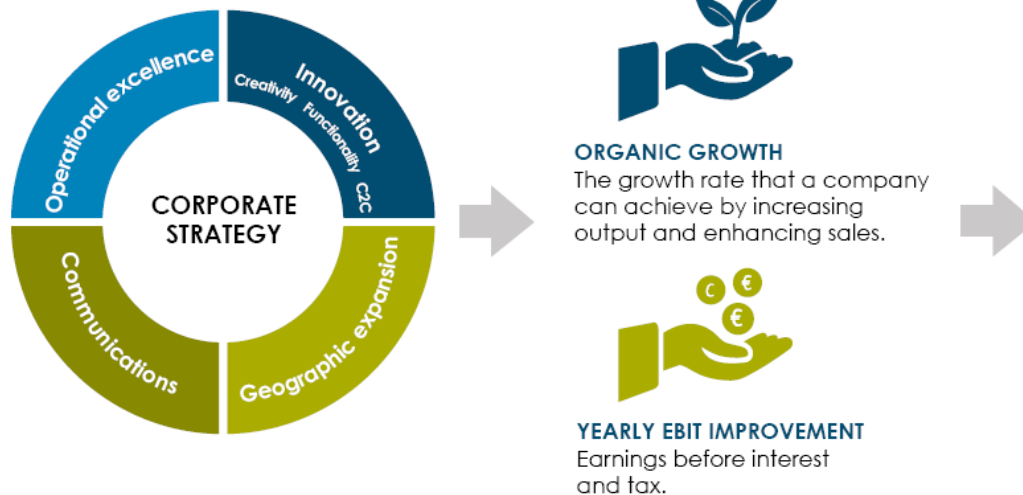 Operational excellence
Innovation
Creativity Functionality C2C
CORPORATE
STRATEGY
Communications
Geographic expansion
ORGANIC GROWTH
The growth rate that a company
can achieve by increasing
output and enhancing sales.
C € €
YEARLY EBIT IMPROVEMENT
Earnings before interest
and tax.